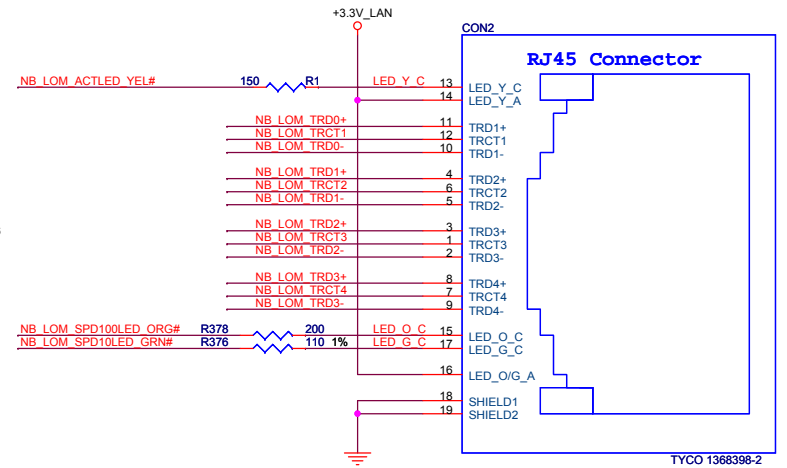 +3.3V_LAN
CON2
RJ45 Connector
NB_LOM_ACTLED_YEL# 150 R1 LED_Y_C 13 LED_Y_C
14 LED_Y_A
NB_LOM_TRD0+ 11 TRD1+
NB_LOM_TRCT1 12 TRCT1
NB_LOM_TRD0- 10 TRD1-
NB_LOM_TRD1+ 4 TRD2+
NB_LOM_TRCT2 6 TRCT2
NB_LOM_TRD1- 5 TRD2-
NB_LOM_TRD2+ 3 TRD3+
NB_LOM_TRCT3 1 TRCT3
NB_LOM_TRD2- 2 TRD3-
NB_LOM_TRD3+ 8 TRD4+
NB_LOM_TRCT4 7 TRCT4
NB_LOM_TRD3- 9 TRD4-
NB_LOM_SPD100LED_ORG# R378 200 LED_O_C 15 LED_O_C
NB_LOM_SPD10LED_GRN# R376 110 1% LED_G_C 17 LED_G_C
16 LED_O/G_A
18 SHIELD1
19 SHIELD2
TYCO 1368398-2